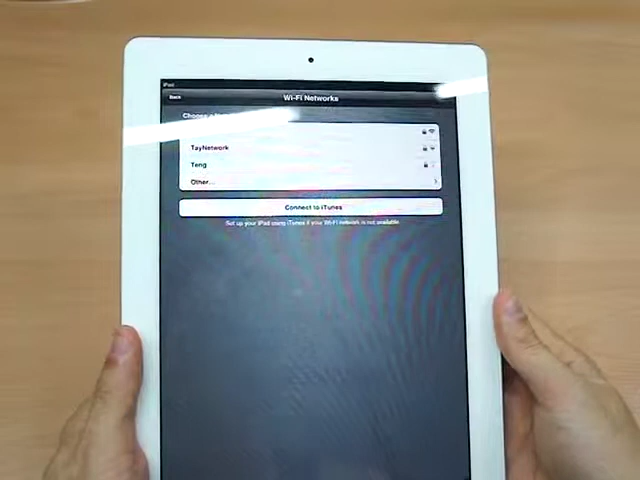 iPad
Back
Wi-Fi Networks
Choose a
TayNetwork
Teng
Other...
Connect to iTunes
Set up your iPad using iTunes if your Wi-Fi network is not available.